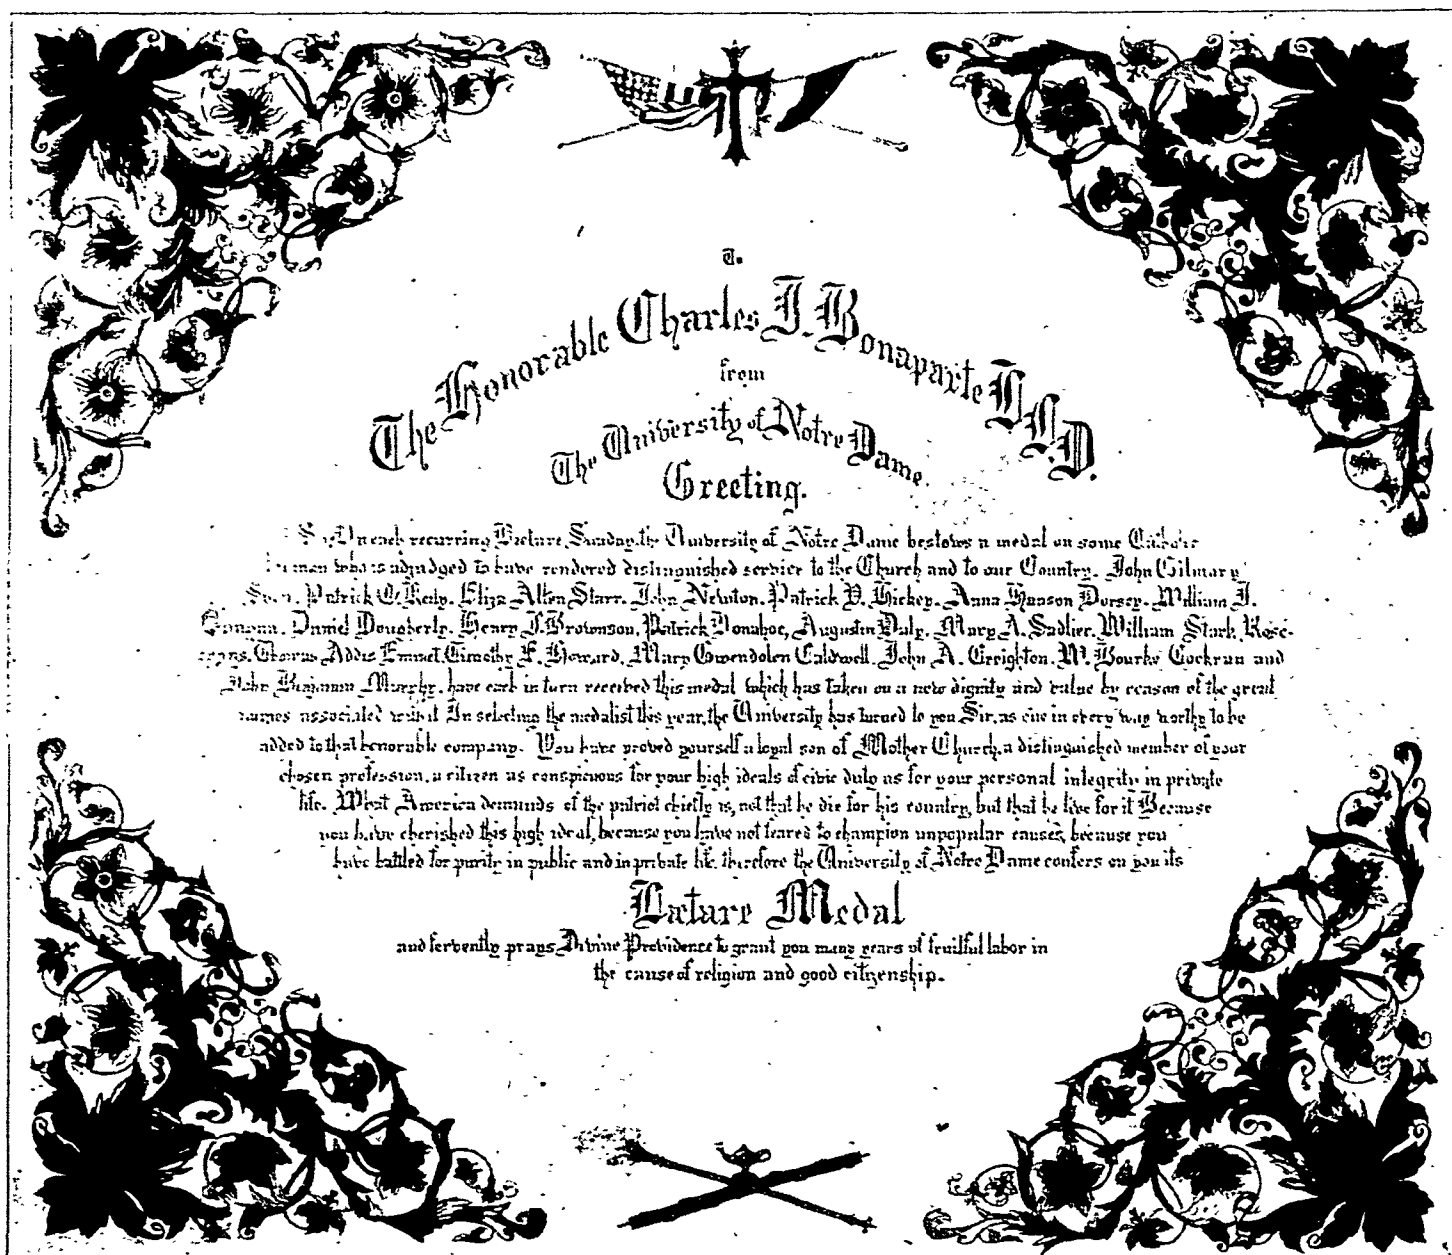 To
The Honorable Charles J. Bonaparte LL.D.
from
The University of Notre Dame.
Greeting.
Sir: On each recurring Lætare Sunday, the University of Notre Dame bestows a medal on some Catholic
layman who is adjudged to have rendered distinguished service to the Church and to our Country. John Gilmary
Shea, Patrick C. Keily, Eliza Allen Starr, John Newton, Patrick V. Hickey, Anna Hanson Dorsey, William J.
Onahan, Daniel Dougherty, Henry F. Brownson, Patrick Donahoe, Augustin Daly, Mary A. Sadlier, William Stark Rose-
crans, Thomas Addis Emmet, Timothy E. Howard, Mary Gwendolen Caldwell, John A. Creighton, W. Bourke Cockran and
John Benjamin Murphy, have each in turn received this medal which has taken on a new dignity and value by reason of the great
names associated with it. In selecting the medalist this year, the University has turned to you Sir, as one in every way worthy to be
added to that honorable company. You have proved yourself a loyal son of Mother Church, a distinguished member of your
chosen profession, a citizen as conspicuous for your high ideals of civic duty as for your personal integrity in private
life. What America demands of the patriot chiefly is, not that he die for his country, but that he live for it. Because
you have cherished this high ideal, because you have not feared to champion unpopular causes, because you
have battled for purity in public and in private life, therefore the University of Notre Dame confers on you its
Lætare Medal
and fervently prays Divine Providence to grant you many years of fruitful labor in
the cause of religion and good citizenship.